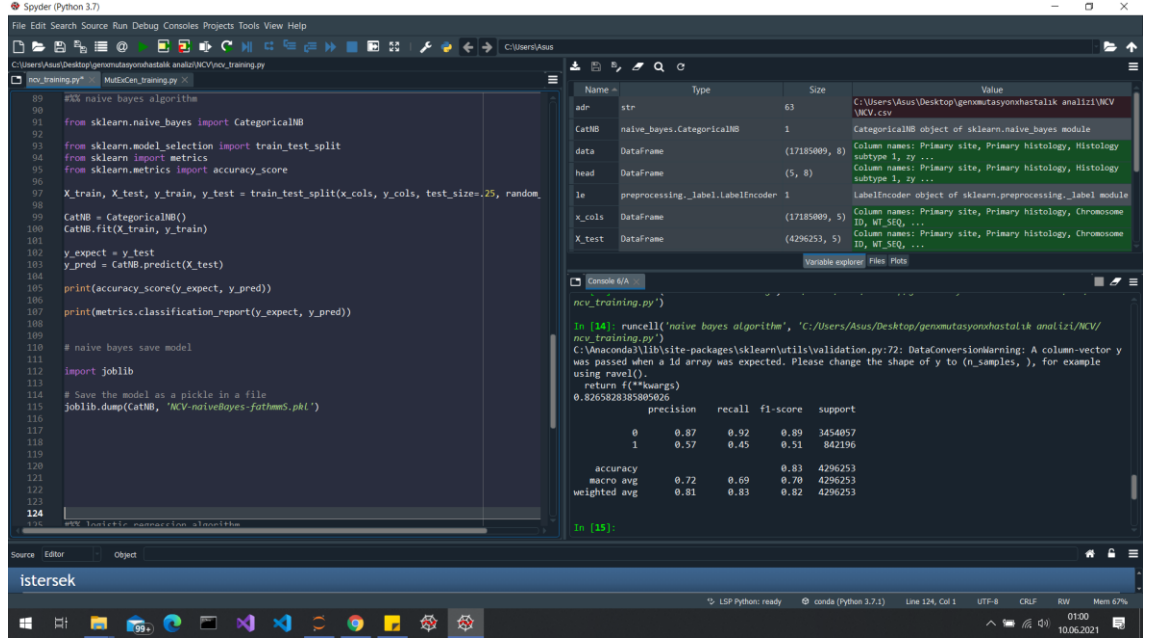 Spyder (Python 3.7)
File Edit Search Source Run Debug Consoles Projects Tools View Help
C:\Users\Asus
C:\Users\Asus\Desktop\genxmutasyonxhastalık analizi\NCV\ncv_training.py
ncv_training.py*
MutExCen_training.py
89 #%% naive bayes algorithm
90
91 from sklearn.naive_bayes import CategoricalNB
92
93 from sklearn.model_selection import train_test_split
94 from sklearn import metrics
95 from sklearn.metrics import accuracy_score
96
97 X_train, X_test, y_train, y_test = train_test_split(x_cols, y_cols, test_size=.25, random_
98
99 CatNB = CategoricalNB()
100 CatNB.fit(X_train, y_train)
101
102 y_expect = y_test
103 y_pred = CatNB.predict(X_test)
104
105 print(accuracy_score(y_expect, y_pred))
106
107 print(metrics.classification_report(y_expect, y_pred))
108
109
110 # naive bayes save model
111
112 import joblib
113
114 # Save the model as a pickle in a file
115 joblib.dump(CatNB, 'NCV-naiveBayes-fathmmS.pkl')
116
117
118
119
120
121
122
123
124
125 #%% logistic regression algorithm
Name Type Size Value
adr str 63 C:\Users\Asus\Desktop\genxmutasyonxhastalık analizi\NCV
\NCV.csv
CatNB naive_bayes.CategoricalNB 1 CategoricalNB object of sklearn.naive_bayes module
data DataFrame (17185009, 8) Column names: Primary site, Primary histology, Histology
subtype 1, zy ...
head DataFrame (5, 8) Column names: Primary site, Primary histology, Histology
subtype 1, zy ...
le preprocessing._label.LabelEncoder 1 LabelEncoder object of sklearn.preprocessing._label module
x_cols DataFrame (17185009, 5) Column names: Primary site, Primary histology, Chromosome
ID, WT_SEQ, ...
X_test DataFrame (4296253, 5) Column names: Primary site, Primary histology, Chromosome
ID, WT_SEQ, ...
Variable explorer Files Plots
Console 6/A
ncv_training.py')
In [14]: runcell('naive bayes algorithm', 'C:/Users/Asus/Desktop/genxmutasyonxhastalık analizi/NCV/
ncv_training.py')
C:\Anaconda3\lib\site-packages\sklearn\utils\validation.py:72: DataConversionWarning: A column-vector y
was passed when a 1d array was expected. Please change the shape of y to (n_samples, ), for example
using ravel().
return f(**kwargs)
0.8265828385805026
precision recall f1-score support
0 0.87 0.92 0.89 3454057
1 0.57 0.45 0.51 842196
accuracy 0.83 4296253
macro avg 0.72 0.69 0.70 4296253
weighted avg 0.81 0.83 0.82 4296253
In [15]:
Source Editor Object
istersek
LSP Python: ready conda (Python 3.7.1) Line 124, Col 1 UTF-8 CRLF RW Mem 67%
99+
01:00
10.06.2021